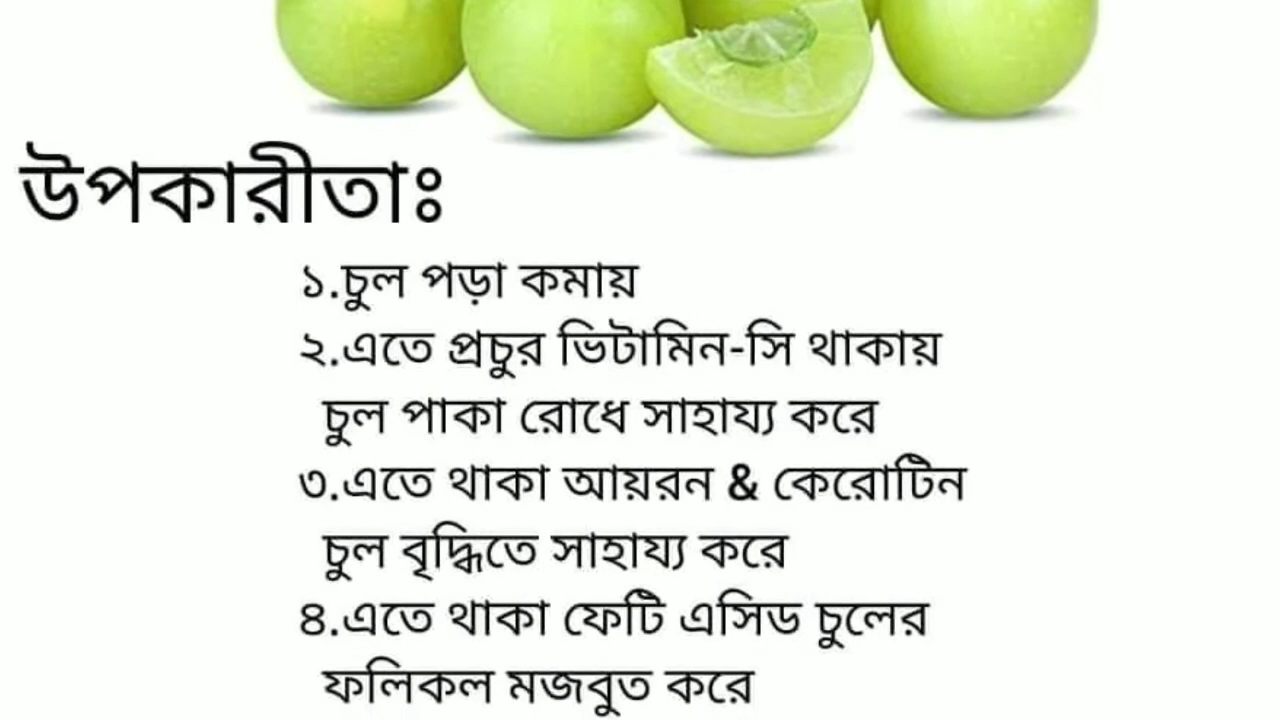 উপকারীতাঃ
১.চুল পড়া কমায়
২.এতে প্রচুর ভিটামিন-সি থাকায়
চুল পাকা রোধে সাহায্য করে
৩.এতে থাকা আয়রন & কেরোটিন
চুল বৃদ্ধিতে সাহায্য করে
৪.এতে থাকা ফেটি এসিড চুলের
ফলিকল মজবুত করে